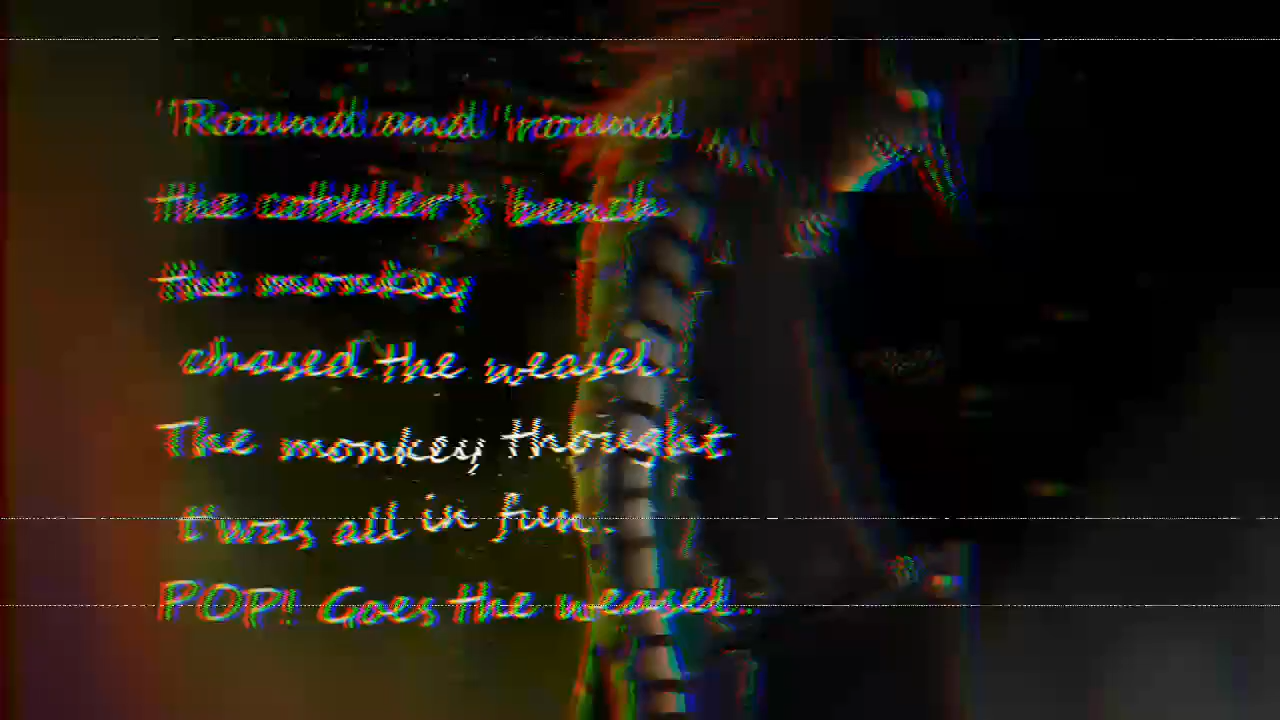 "Round and 'round
the cobbler's bench
the monkey
chased the weasel.
The monkey, thought
t'was all in fun.
POP! Goes the weasel..